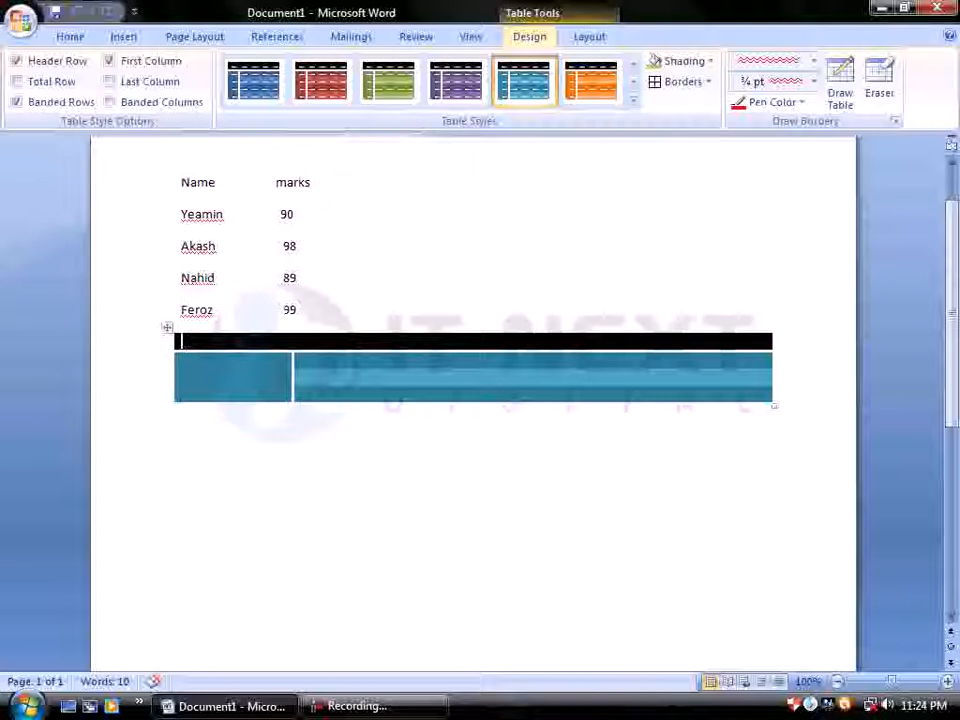 Document1 - Microsoft Word
Table Tools
Home
Insert
Page Layout
References
Mailings
Review
View
Design
Layout
Header Row
First Column
Total Row
Last Column
Banded Rows
Banded Columns
Table Style Options
Table Styles
Shading
Borders
¼ pt
Pen Color
Draw Table
Eraser
Draw Borders
Name marks
Yeamin 90
Akash 98
Nahid 89
Feroz 99
IT NEXT
Page: 1 of 1
Words: 10
100%
Document1 - Micro...
Recording...
11:24 PM